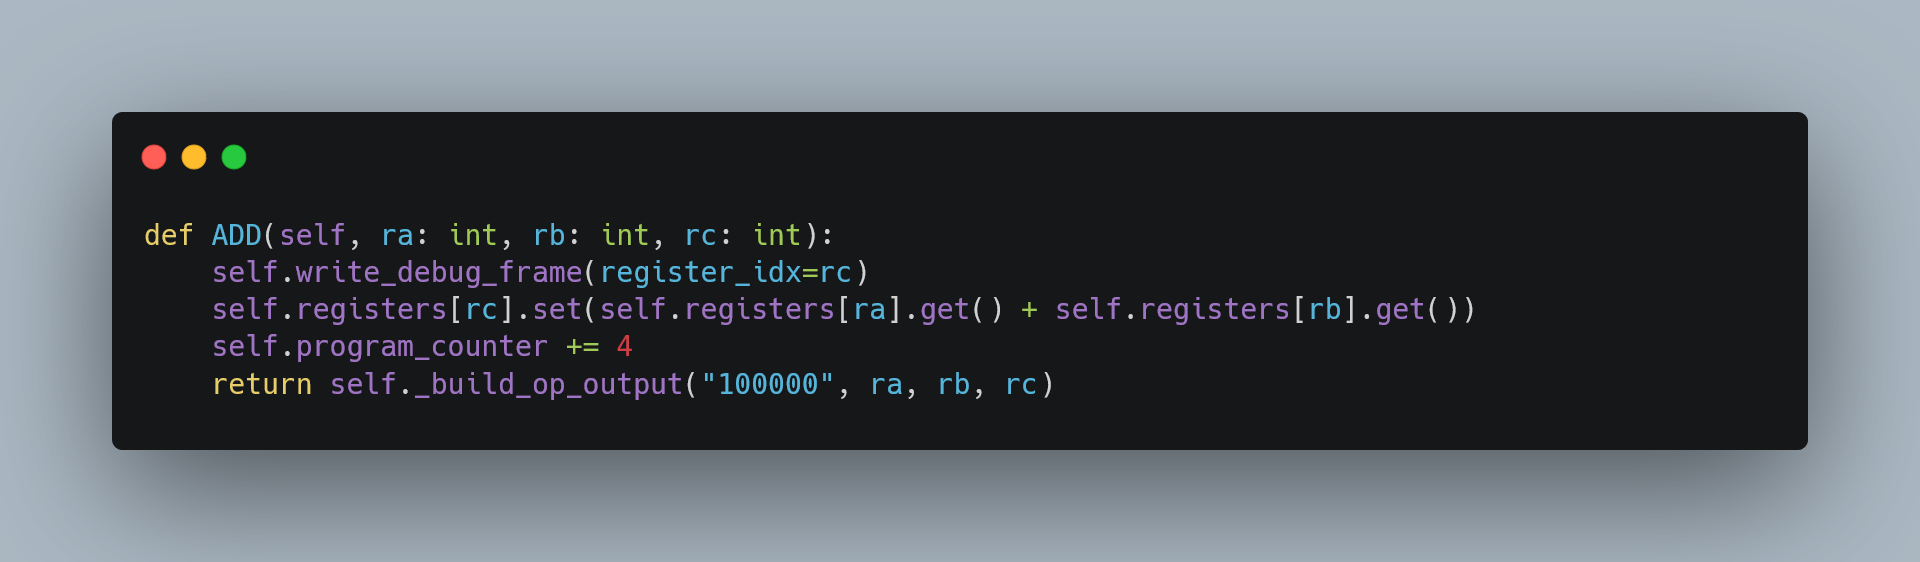 def ADD(self, ra: int, rb: int, rc: int):
    self.write_debug_frame(register_idx=rc)
    self.registers[rc].set(self.registers[ra].get() + self.registers[rb].get())
    self.program_counter += 4
    return self._build_op_output("100000", ra, rb, rc)